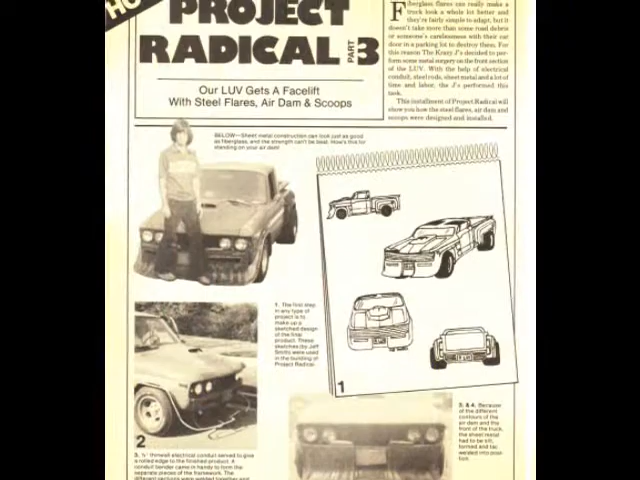 HO
PROJECT
RADICAL PART 3
Our LUV Gets A Facelift
With Steel Flares, Air Dam & Scoops
Fiberglass flares can really make a
truck look a whole lot better and
they're fairly simple to adapt, but it
doesn't take more than some road debris
or someone's carelessness with their car
door in a parking lot to destroy them. For
this reason The Krazy J's decided to per-
form some metal surgery on the front section
of the LUV. With the help of electrical
conduit, steel rods, sheet metal and a lot of
time and labor, the J's performed this
task.
This installment of Project Radical will
show you how the steel flares, air dam and
scoops were designed and installed.
BELOW—Sheet metal construction can look just as good
as fiberglass, and the strength can't be beat. How's this for
standing on your air dam!
1. The first step
in any type of
project is to
make up a
sketched design
of the final
product. These
sketches (by Jeff
Smith) were used
in the building of
Project Radical.
1
2
3. & 4. Because
of the different
contours of the
air dam and the
front of the truck,
the sheet metal
had to be slit,
formed and tac
welded into posi-
tion.
thinwall electrical conduit served to give
a rolled edge to the finished product. A
conduit bender came in handy to form the
separate pieces of the framework. The
different sections were welded together and